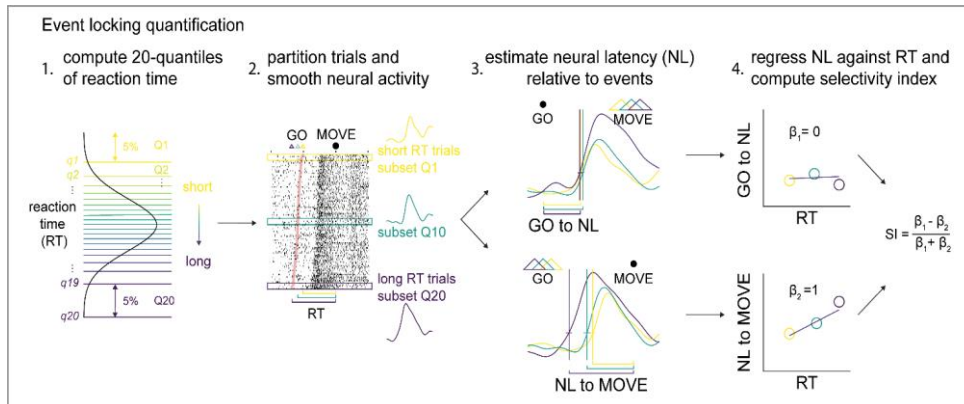 Event locking quantification
1. compute 20-quantiles
of reaction time
2. partition trials and
smooth neural activity
3. estimate neural latency (NL)
relative to events
4. regress NL against RT and
compute selectivity index
5%
Q1
q1
q2
Q2
⋮
⋮
short
reaction
time
(RT)
long
⋮
⋮
q19
5%
Q20
q20
GO
MOVE
short RT trials
subset Q1
subset Q10
long RT trials
subset Q20
RT
GO
MOVE
GO to NL
GO
MOVE
NL to MOVE
GO to NL
β1= 0
RT
NL to MOVE
β2=1
RT
SI = β1 - β2
β1 + β2